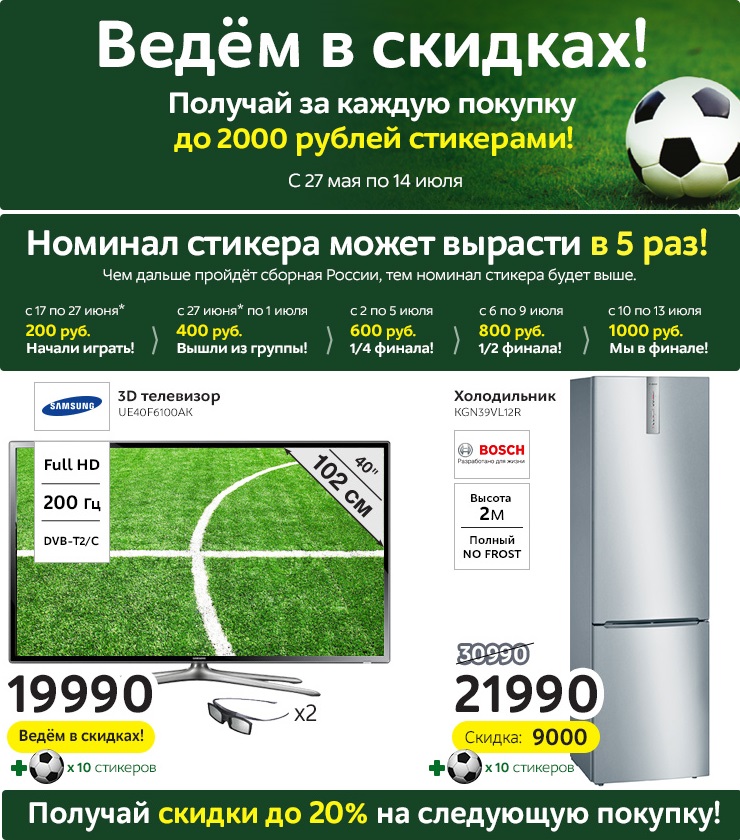 Ведём в скидках!
Получай за каждую покупку
до 2000 рублей стикерами!
С 27 мая по 14 июля
Номинал стикера может вырасти в 5 раз!
Чем дальше пройдёт сборная России, тем номинал стикера будет выше.
с 17 по 27 июня*
200 руб.
Начали играть!
с 27 июня* по 1 июля
400 руб.
Вышли из группы!
с 2 по 5 июля
600 руб.
1/4 финала!
с 6 по 9 июля
800 руб.
1/2 финала!
с 10 по 13 июля
1000 руб.
Мы в финале!
SAMSUNG
3D телевизор
UE40F6100AK
Full HD
200 Гц
DVB-T2/C
40"
102 см
SAMSUNG
19990
Ведём в скидках!
x2
+ x 10 стикеров
Холодильник
KGN39VL12R
BOSCH
Разработано для жизни
Высота
2м
Полный
NO FROST
30990
21990
Скидка: 9000
+ x 10 стикеров
Получай скидки до 20% на следующую покупку!